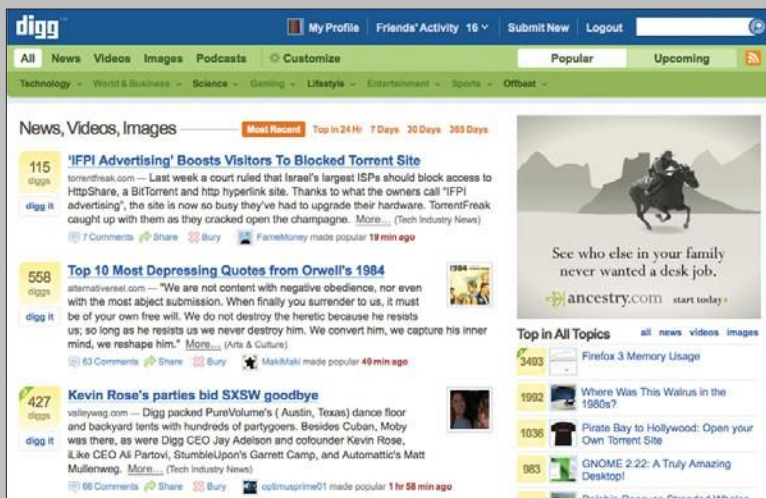 digg™
My Profile Friends' Activity 16 Submit New Logout
All News Videos Images Podcasts Customize Popular Upcoming
Technology World & Business Science Gaming Lifestyle Entertainment Sports Offbeat
News, Videos, Images Most Recent Top in 24 Hr 7 Days 30 Days 365 Days
115
diggs
digg it
'IFPI Advertising' Boosts Visitors To Blocked Torrent Site
torrentfreak.com — Last week a court ruled that Israel's largest ISPs should block access to
HttpShare, a BitTorrent and http hyperlink site. Thanks to what the owners call "IFPI
advertising", the site is now so busy they've had to upgrade their hardware. TorrentFreak
caught up with them as they cracked open the champagne. More... (Tech Industry News)
7 Comments Share Bury FameMoney made popular 19 min ago
558
diggs
digg it
Top 10 Most Depressing Quotes from Orwell's 1984
alternativereel.com — "We are not content with negative obedience, nor even
with the most abject submission. When finally you surrender to us, it must
be of your own free will. We do not destroy the heretic because he resists
us; so long as he resists us we never destroy him. We convert him, we capture his inner
mind, we reshape him." More... (Arts & Culture)
63 Comments Share Bury MakiMaki made popular 49 min ago
1984
427
diggs
digg it
Kevin Rose's parties bid SXSW goodbye
valleywag.com — Digg packed PureVolume's ( Austin, Texas) dance floor
and backyard tents with hundreds of partygoers. Besides Cuban, Moby
was there, as were Digg CEO Jay Adelson and cofounder Kevin Rose,
iLike CEO Ali Partovi, StumbleUpon's Garrett Camp, and Automattic's Matt
Mullenweg. More... (Tech Industry News)
66 Comments Share Bury optimusprime01 made popular 1 hr 58 min ago
See who else in your family
never wanted a desk job.
ancestry.com start today
Top in All Topics all news videos images
3493 Firefox 3 Memory Usage
1992 Where Was This Walrus in the
1980s?
1036 Pirate Bay to Hollywood: Open your
Own Torrent Site
983 GNOME 2.22: A Truly Amazing
Desktop!